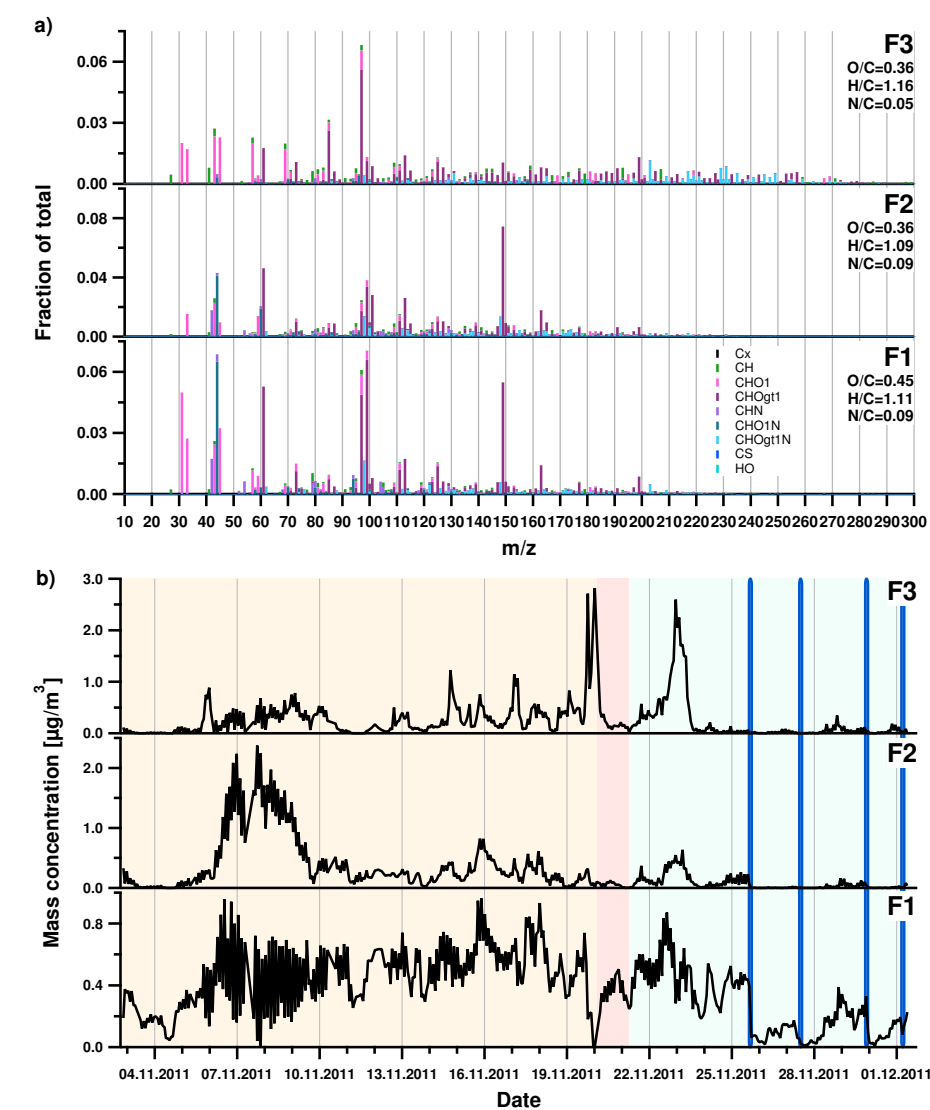 a)
F3
O/C=0.36
H/C=1.16
N/C=0.05
0.06
0.03
0.00
F2
O/C=0.36
H/C=1.09
N/C=0.09
0.08
0.04
0.00
Fraction of total
F1
O/C=0.45
H/C=1.11
N/C=0.09
Cx
CH
CHO1
CHOgt1
CHN
CHO1N
CHOgt1N
CS
HO
0.06
0.03
0.00
10 20 30 40 50 60 70 80 90 100 110 120 130 140 150 160 170 180 190 200 210 220 230 240 250 260 270 280 290 300
m/z
b)
F3
3.0
2.0
1.0
0.0
F2
2.0
1.0
0.0
Mass concentration [µg/m³]
F1
0.8
0.4
0.0
04.11.2011 07.11.2011 10.11.2011 13.11.2011 16.11.2011 19.11.2011 22.11.2011 25.11.2011 28.11.2011 01.12.2011
Date